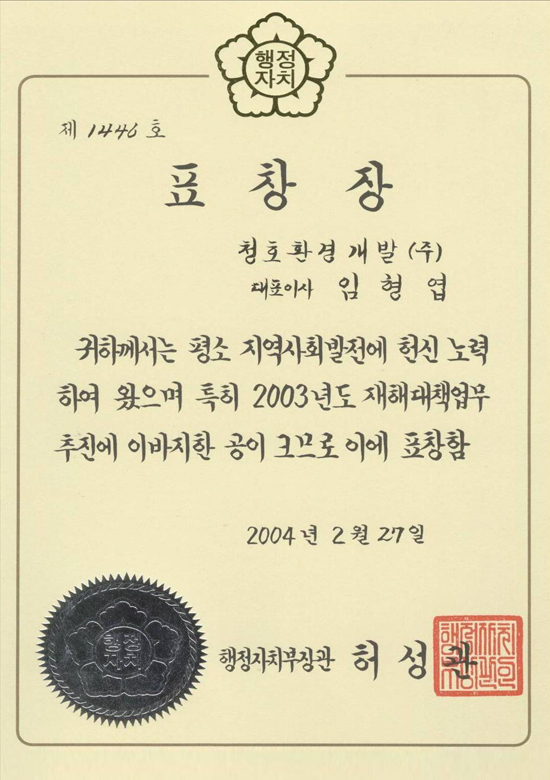 행정
자치
제 1446 호
표 창 장
청호환경개발(주)
대표이사 임형엽
귀하께서는 평소 지역사회발전에 헌신 노력
하여 왔으며 특히 2003년도 재해대책업무
추진에 이바지한 공이 크므로 이에 표창함
2004년 2월 27일
행정
자치
행정자치부장관 허성관